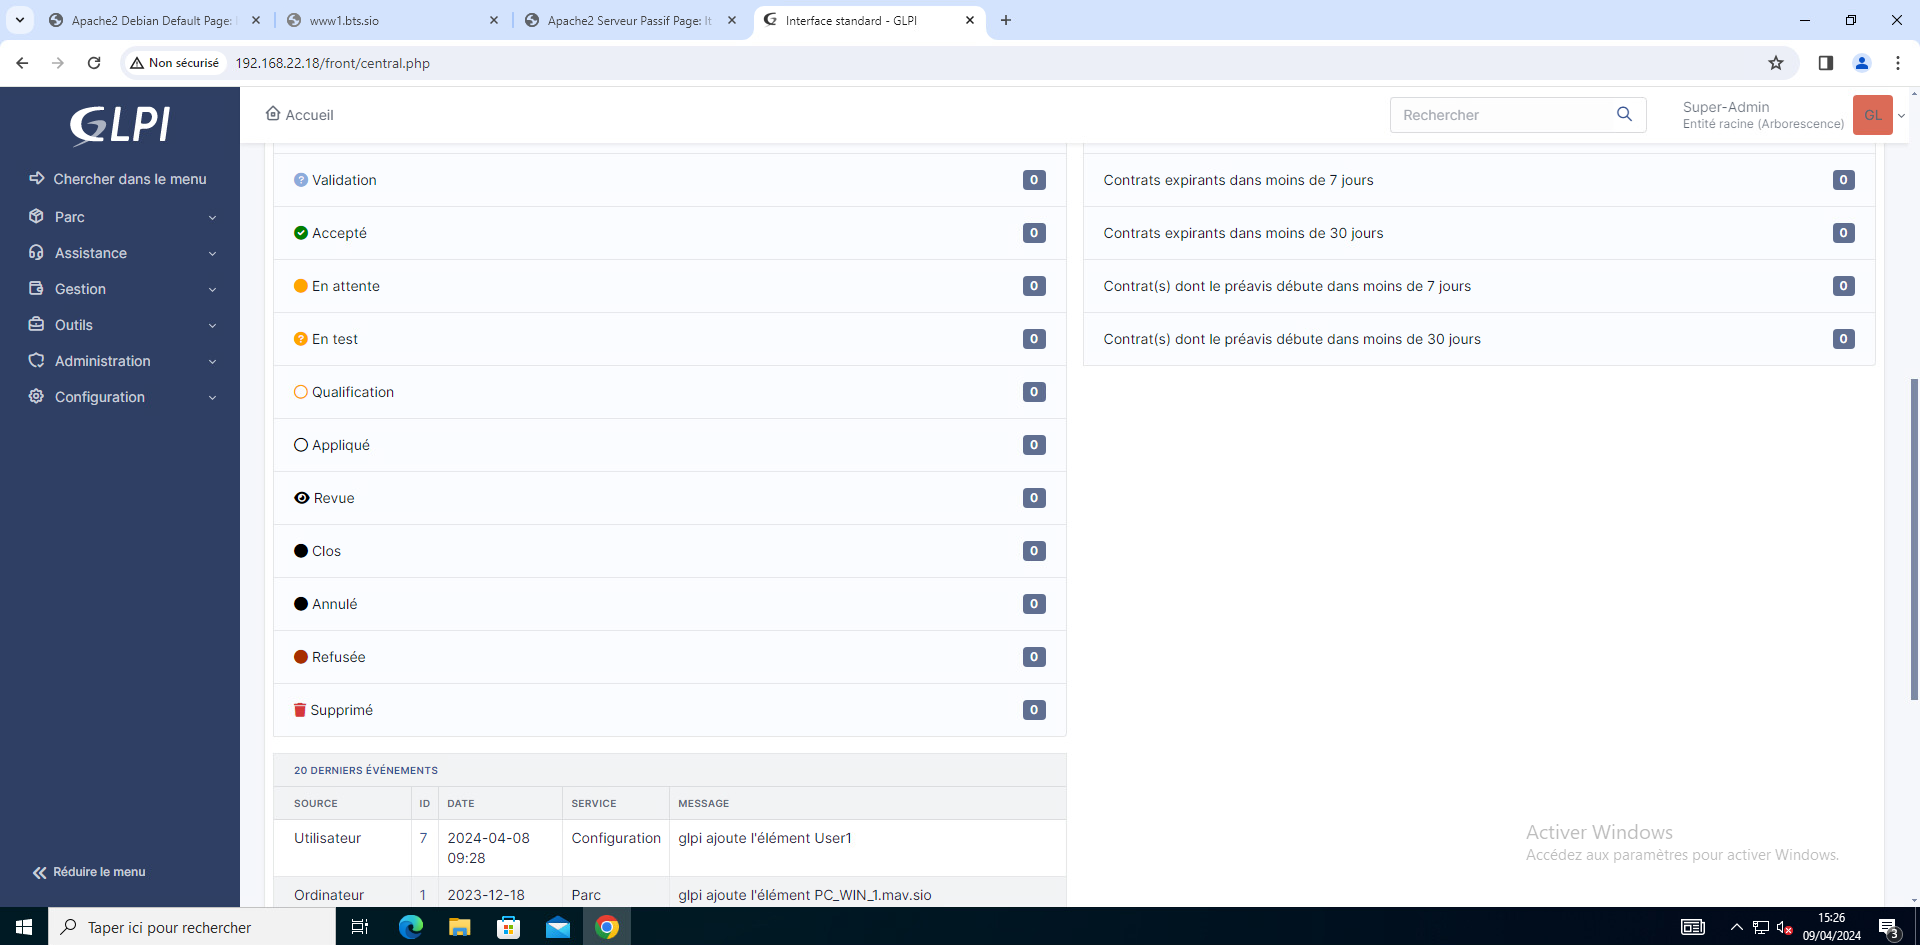 Apache2 Debian Default Page:
www1.bts.sio
Apache2 Serveur Passif Page: It
Interface standard - GLPI
Non sécurisé
192.168.22.18/front/central.php
GLPI
Accueil
Rechercher
Super-Admin
Entité racine (Arborescence)
GL
Chercher dans le menu
Parc
Assistance
Gestion
Outils
Administration
Configuration
Réduire le menu
Validation 0
Accepté 0
En attente 0
En test 0
Qualification 0
Appliqué 0
Revue 0
Clos 0
Annulé 0
Refusée 0
Supprimé 0
Contrats expirants dans moins de 7 jours 0
Contrats expirants dans moins de 30 jours 0
Contrat(s) dont le préavis débute dans moins de 7 jours 0
Contrat(s) dont le préavis débute dans moins de 30 jours 0
20 DERNIERS ÉVÉNEMENTS
SOURCE ID DATE SERVICE MESSAGE
Utilisateur 7 2024-04-08 Configuration glpi ajoute l'élément User1
09:28
Ordinateur 1 2023-12-18 Parc glpi ajoute l'élément PC_WIN_1.mav.sio
Activer Windows
Accédez aux paramètres pour activer Windows.
Taper ici pour rechercher
15:26
09/04/2024
3